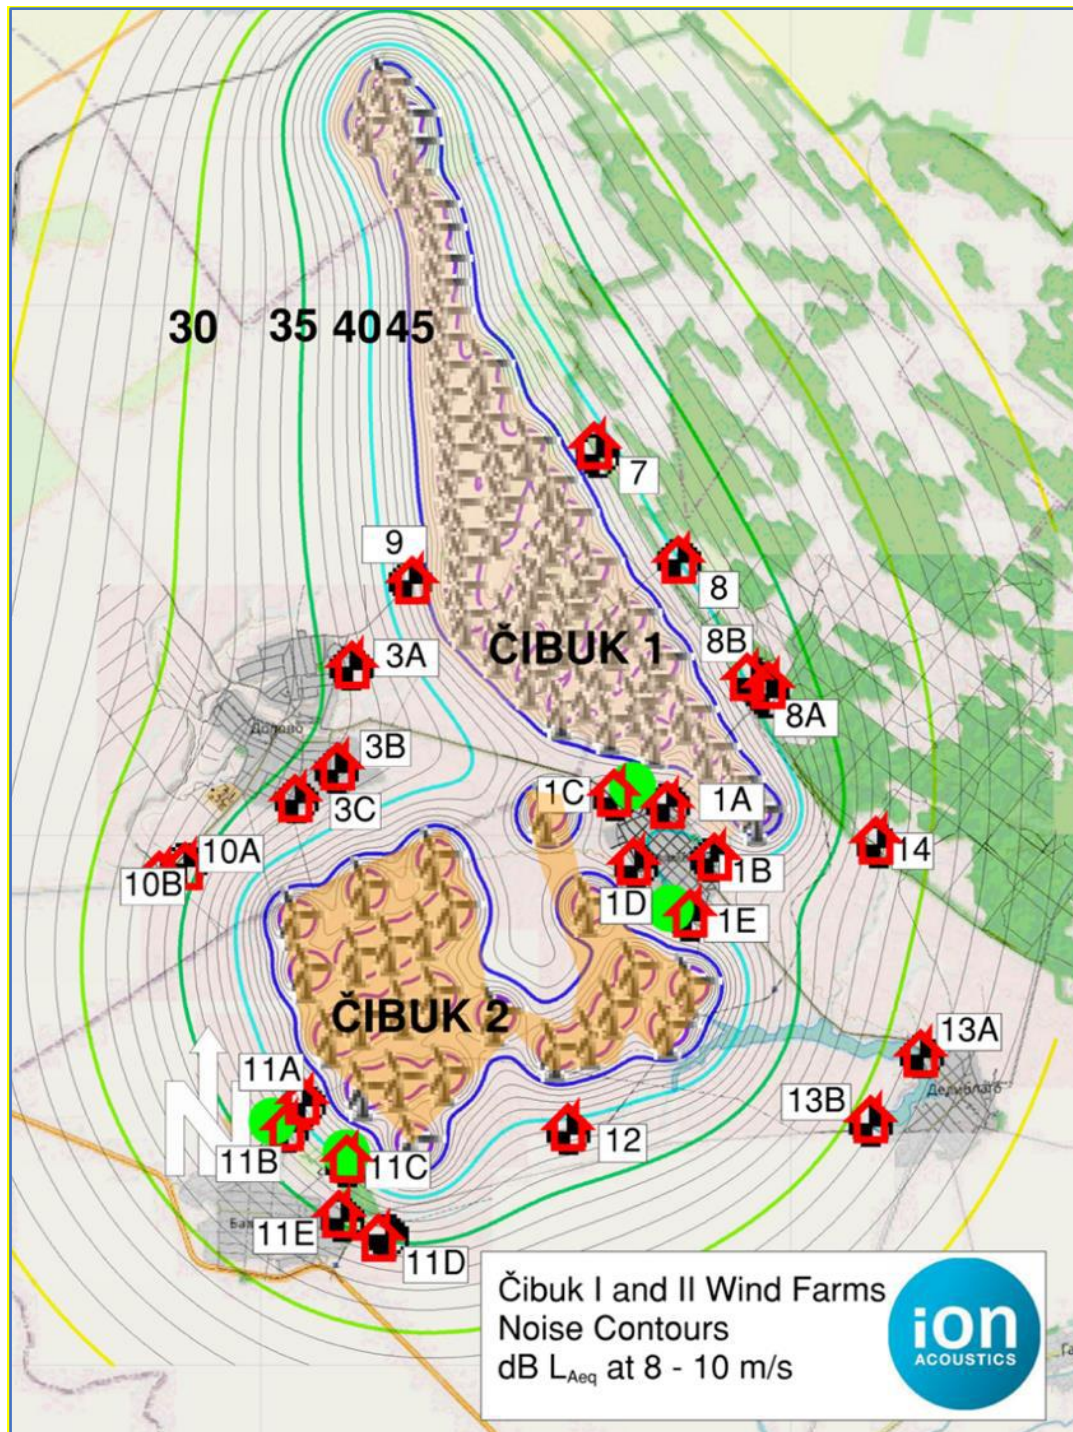 30
35
40
45
7
9
8
ČIBUK 1
8B
3A
8A
Долово
3B
1C
1A
3C
14
10A
10B
1B
1D
1E
ČIBUK 2
13A
11A
Делиблато
13B
N
12
11B
11C
11E
11D
Čibuk I and II Wind Farms
Noise Contours
dB LAeq at 8 - 10 m/s
ion
ACOUSTICS